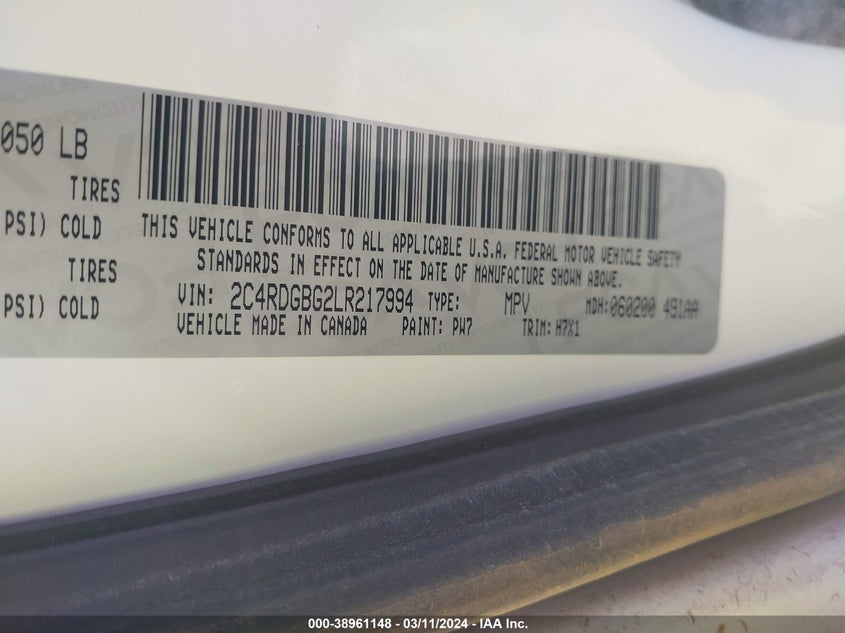 050 LB
TIRES
PSI) COLD
TIRES
PSI) COLD
THIS VEHICLE CONFORMS TO ALL APPLICABLE U.S.A. FEDERAL MOTOR VEHICLE SAFETY
STANDARDS IN EFFECT ON THE DATE OF MANUFACTURE SHOWN ABOVE.
VIN: 2C4RDGBG2LR217994 TYPE: MPV MDH:060200 491AA
VEHICLE MADE IN CANADA PAINT: PW7 TRIM: H7X1
000-38961148 - 03/11/2024 - IAA Inc.